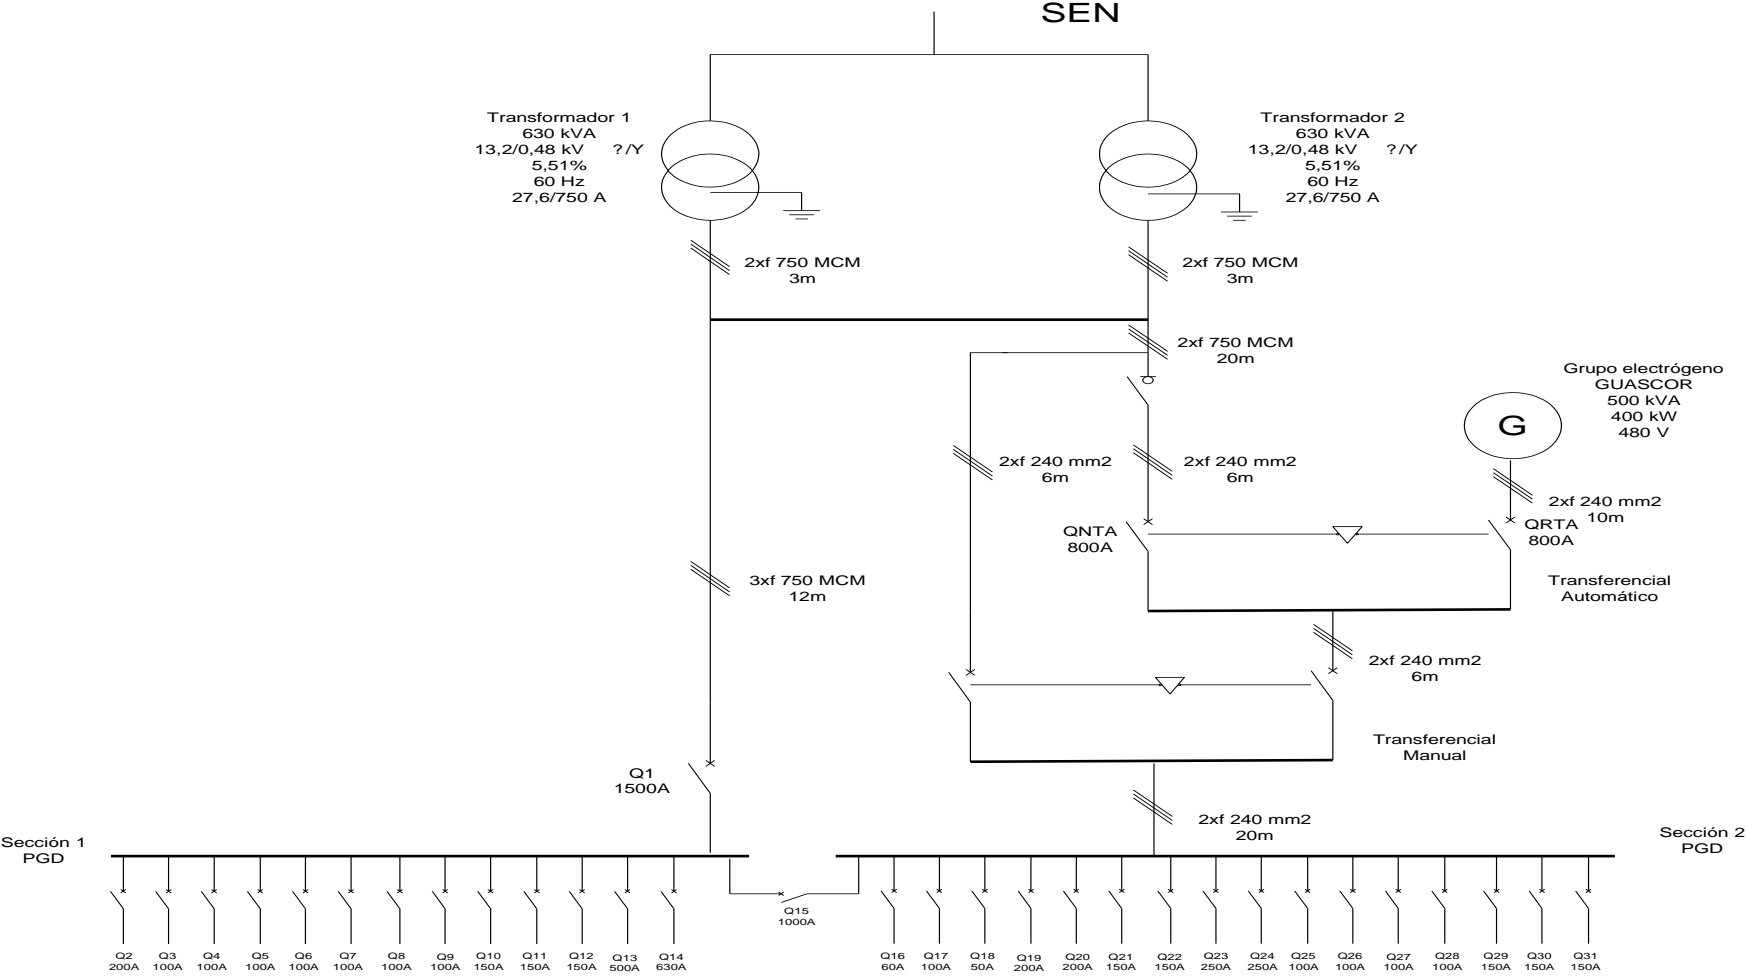 SEN
Transformador 1
630 kVA
13,2/0,48 kV ?/Y
5,51%
60 Hz
27,6/750 A
Transformador 2
630 kVA
13,2/0,48 kV ?/Y
5,51%
60 Hz
27,6/750 A
2xf 750 MCM
3m
2xf 750 MCM
3m
2xf 750 MCM
20m
Grupo electrógeno
GUASCOR
500 kVA
400 kW
480 V
G
2xf 240 mm2
6m
2xf 240 mm2
6m
2xf 240 mm2
10m
QNTA
800A
QRTA
800A
3xf 750 MCM
12m
Transferencial
Automático
2xf 240 mm2
6m
Transferencial
Manual
Q1
1500A
2xf 240 mm2
20m
Sección 1
PGD
Sección 2
PGD
Q15
1000A
Q2
200A
Q3
100A
Q4
100A
Q5
100A
Q6
100A
Q7
100A
Q8
100A
Q9
100A
Q10
150A
Q11
150A
Q12
150A
Q13
500A
Q14
630A
Q16
60A
Q17
100A
Q18
50A
Q19
200A
Q20
200A
Q21
150A
Q22
150A
Q23
250A
Q24
250A
Q25
100A
Q26
100A
Q27
100A
Q28
100A
Q29
150A
Q30
150A
Q31
150A